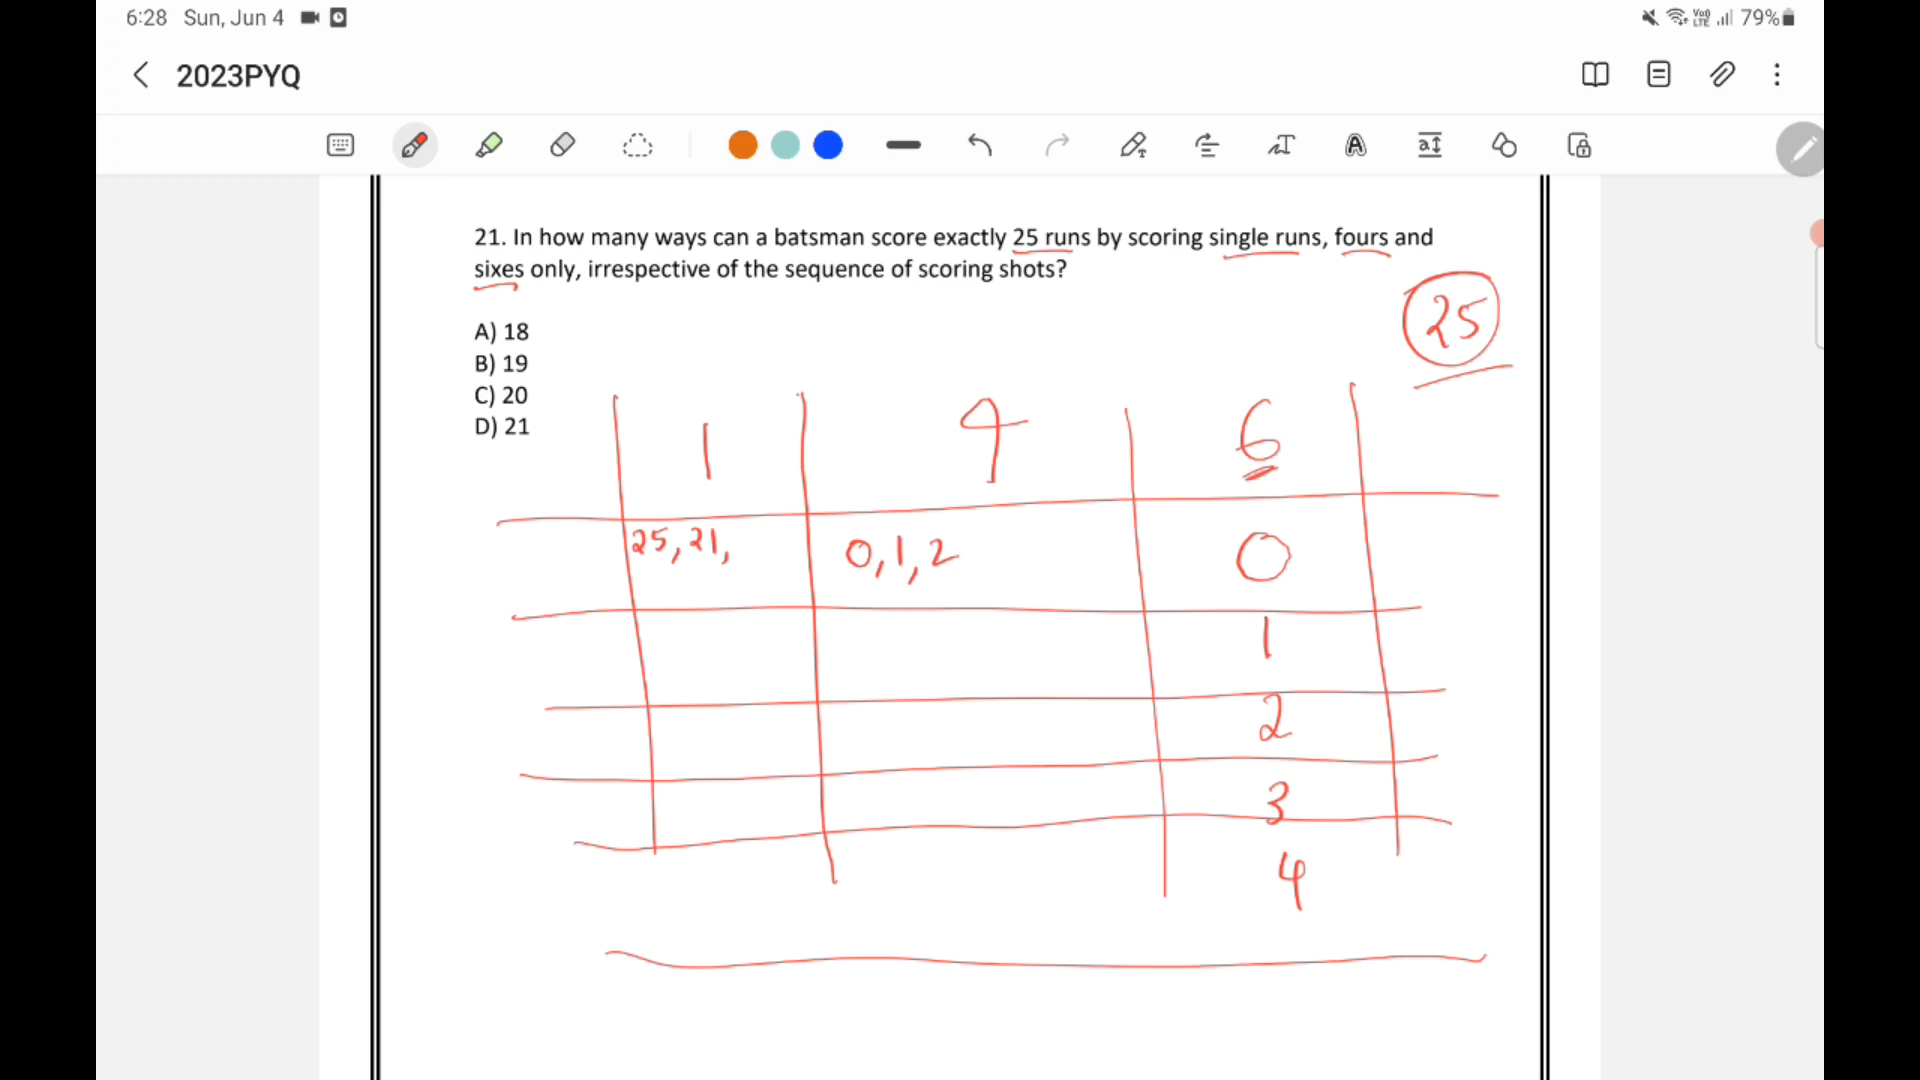 6:28 Sun, Jun 4
79%
2023PYQ
21. In how many ways can a batsman score exactly 25 runs by scoring single runs, fours and
sixes only, irrespective of the sequence of scoring shots?
25
A) 18
B) 19
C) 20
D) 21
1 4 6
25, 21, 0, 1, 2 0
1
2
3
4